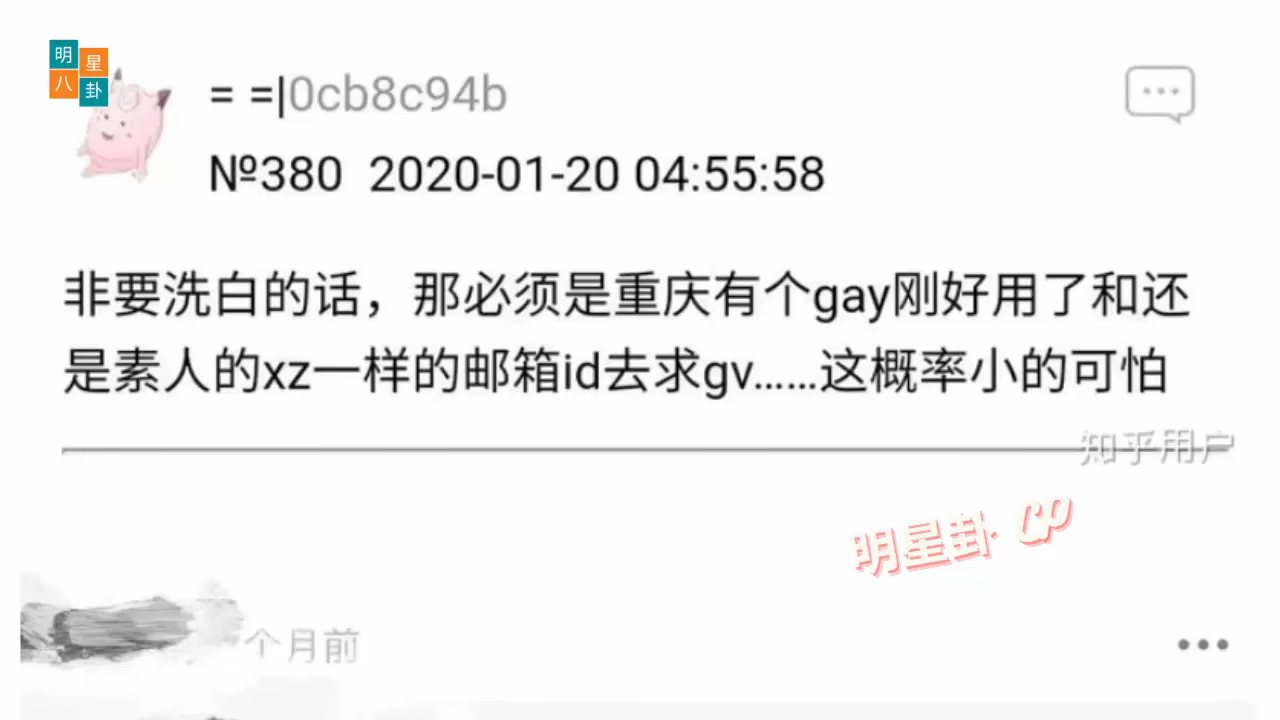 明星
八卦
= =|0cb8c94b
№380 2020-01-20 04:55:58
非要洗白的话，那必须是重庆有个gay刚好用了和还
是素人的xz一样的邮箱id去求gv……这概率小的可怕
知乎用户
明星卦 CP
个月前